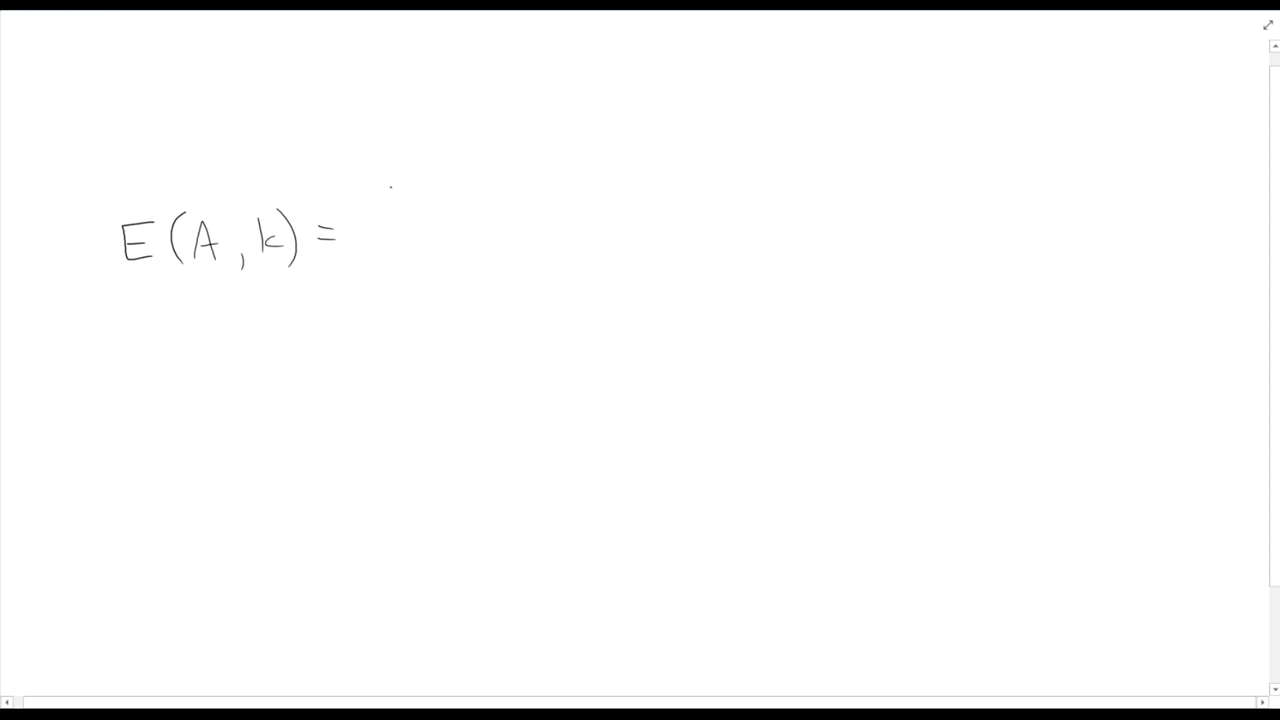 E(A, k) =